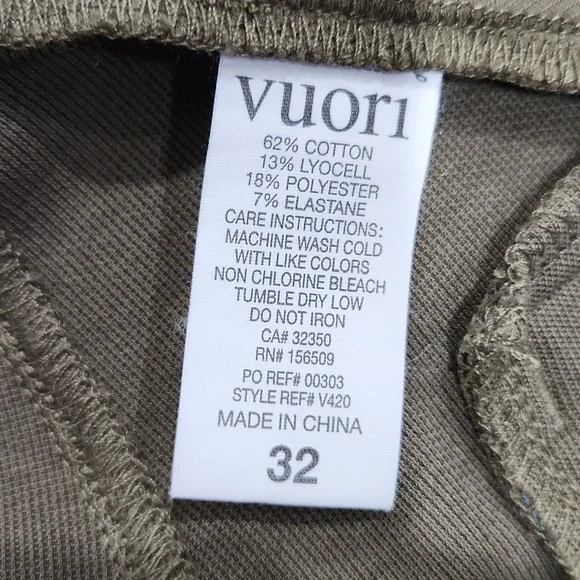 vuori
62% COTTON
13% LYOCELL
18% POLYESTER
7% ELASTANE
CARE INSTRUCTIONS:
MACHINE WASH COLD
WITH LIKE COLORS
NON CHLORINE BLEACH
TUMBLE DRY LOW
DO NOT IRON
CA# 32350
RN# 156509
PO REF# 00303
STYLE REF# V420
MADE IN CHINA
32